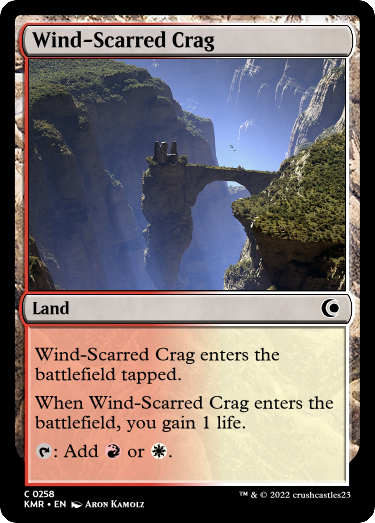 Wind-Scarred Crag
Land
Wind-Scarred Crag enters the
battlefield tapped.
When Wind-Scarred Crag enters the
battlefield, you gain 1 life.
: Add or .
C 0258
KMR • EN Aron Kamolz
™ & © 2022 crushcastles23